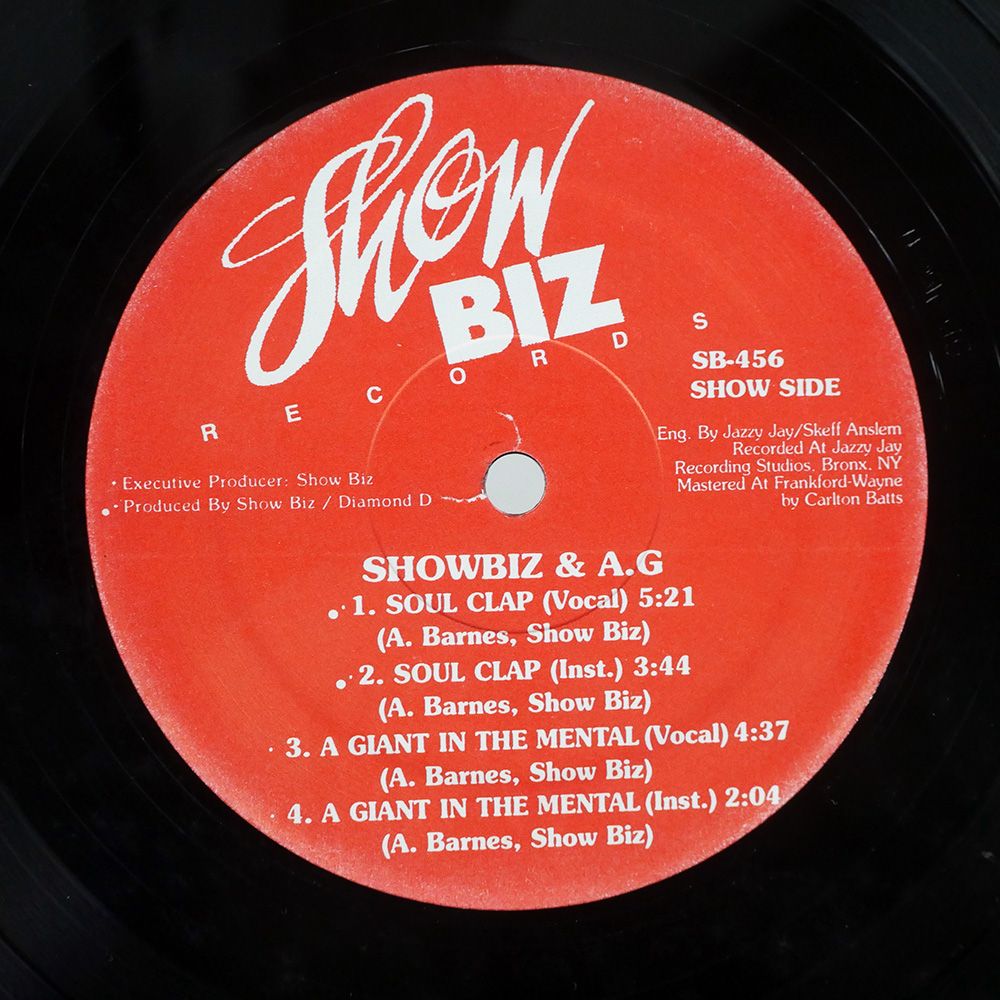 Show
BIZ
RECORDS
SB-456
SHOW SIDE
Eng. By Jazzy Jay/Skeff Anslem
Recorded At Jazzy Jay
Recording Studios, Bronx, NY
Mastered At Frankford-Wayne
by Carlton Batts
• Executive Producer: Show Biz
• Produced By Show Biz / Diamond D
SHOWBIZ & A.G
1. SOUL CLAP (Vocal) 5:21
(A. Barnes, Show Biz)
2. SOUL CLAP (Inst.) 3:44
(A. Barnes, Show Biz)
3. A GIANT IN THE MENTAL (Vocal) 4:37
(A. Barnes, Show Biz)
4. A GIANT IN THE MENTAL (Inst.) 2:04
(A. Barnes, Show Biz)